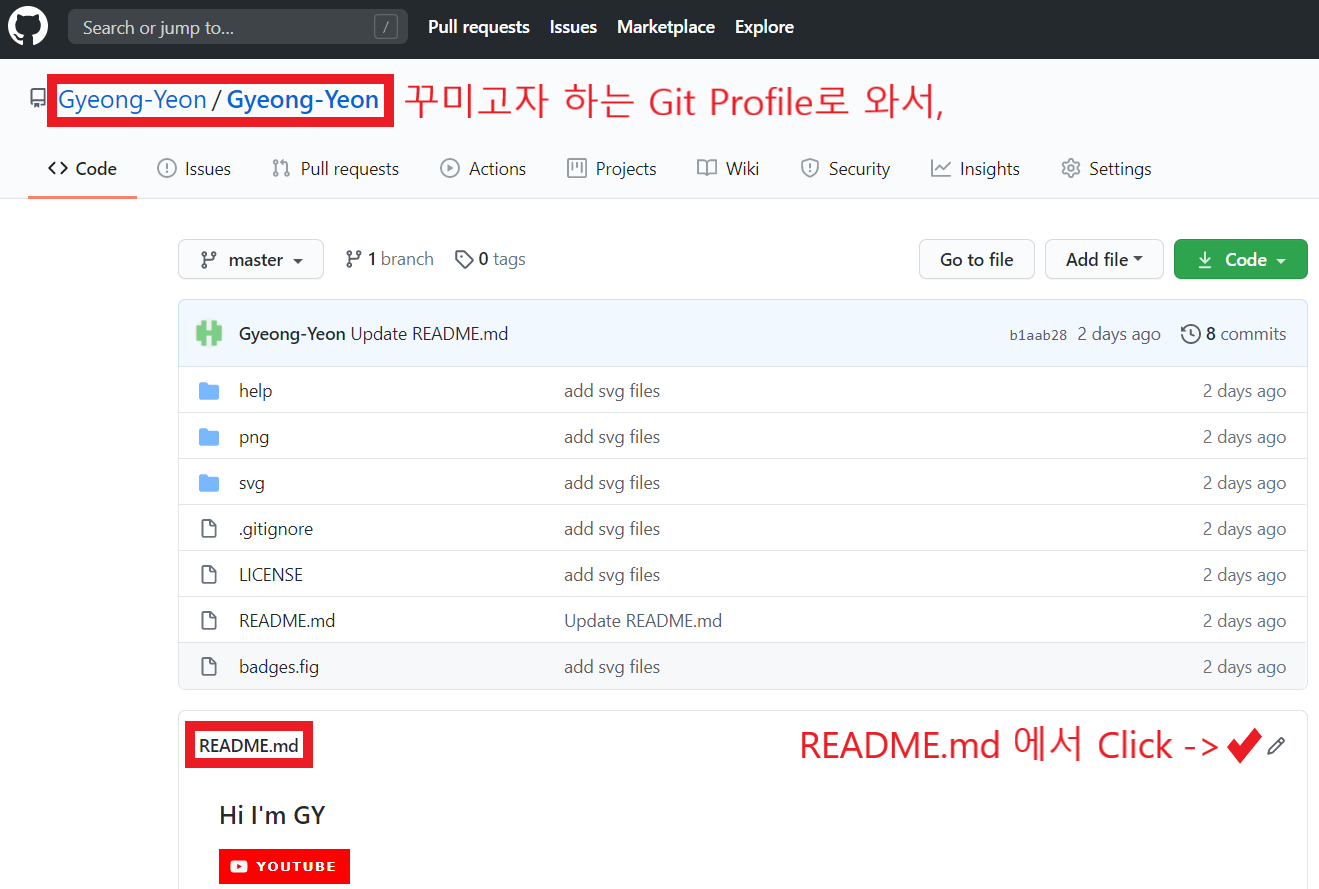 Search or jump to... / Pull requests Issues Marketplace Explore
Gyeong-Yeon / Gyeong-Yeon 꾸미고자 하는 Git Profile로 와서,
Code Issues Pull requests Actions Projects Wiki Security Insights Settings
master 1 branch 0 tags Go to file Add file Code
Gyeong-Yeon Update README.md b1aab28 2 days ago 8 commits
help add svg files 2 days ago
png add svg files 2 days ago
svg add svg files 2 days ago
.gitignore add svg files 2 days ago
LICENSE add svg files 2 days ago
README.md Update README.md 2 days ago
badges.fig add svg files 2 days ago
README.md README.md 에서 Click ->
Hi I'm GY
YOUTUBE